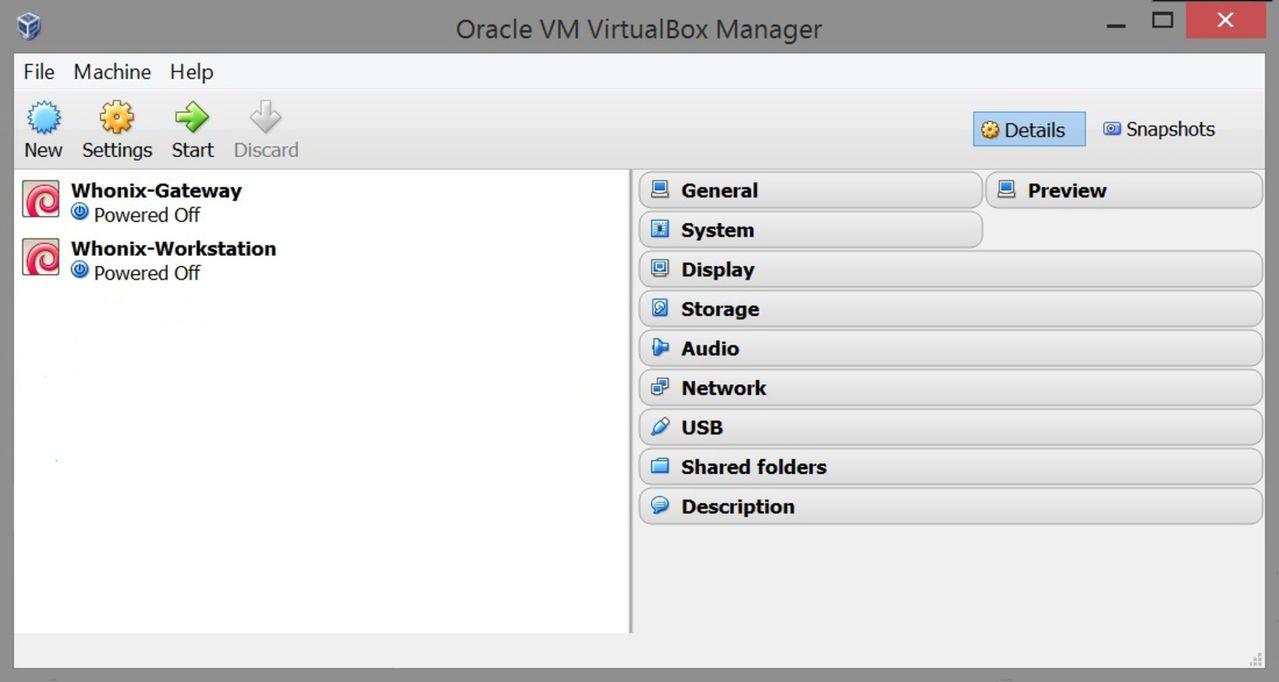 Oracle VM VirtualBox Manager
File Machine Help
New Settings Start Discard
Details Snapshots
Whonix-Gateway
Powered Off
Whonix-Workstation
Powered Off
General
Preview
System
Display
Storage
Audio
Network
USB
Shared folders
Description